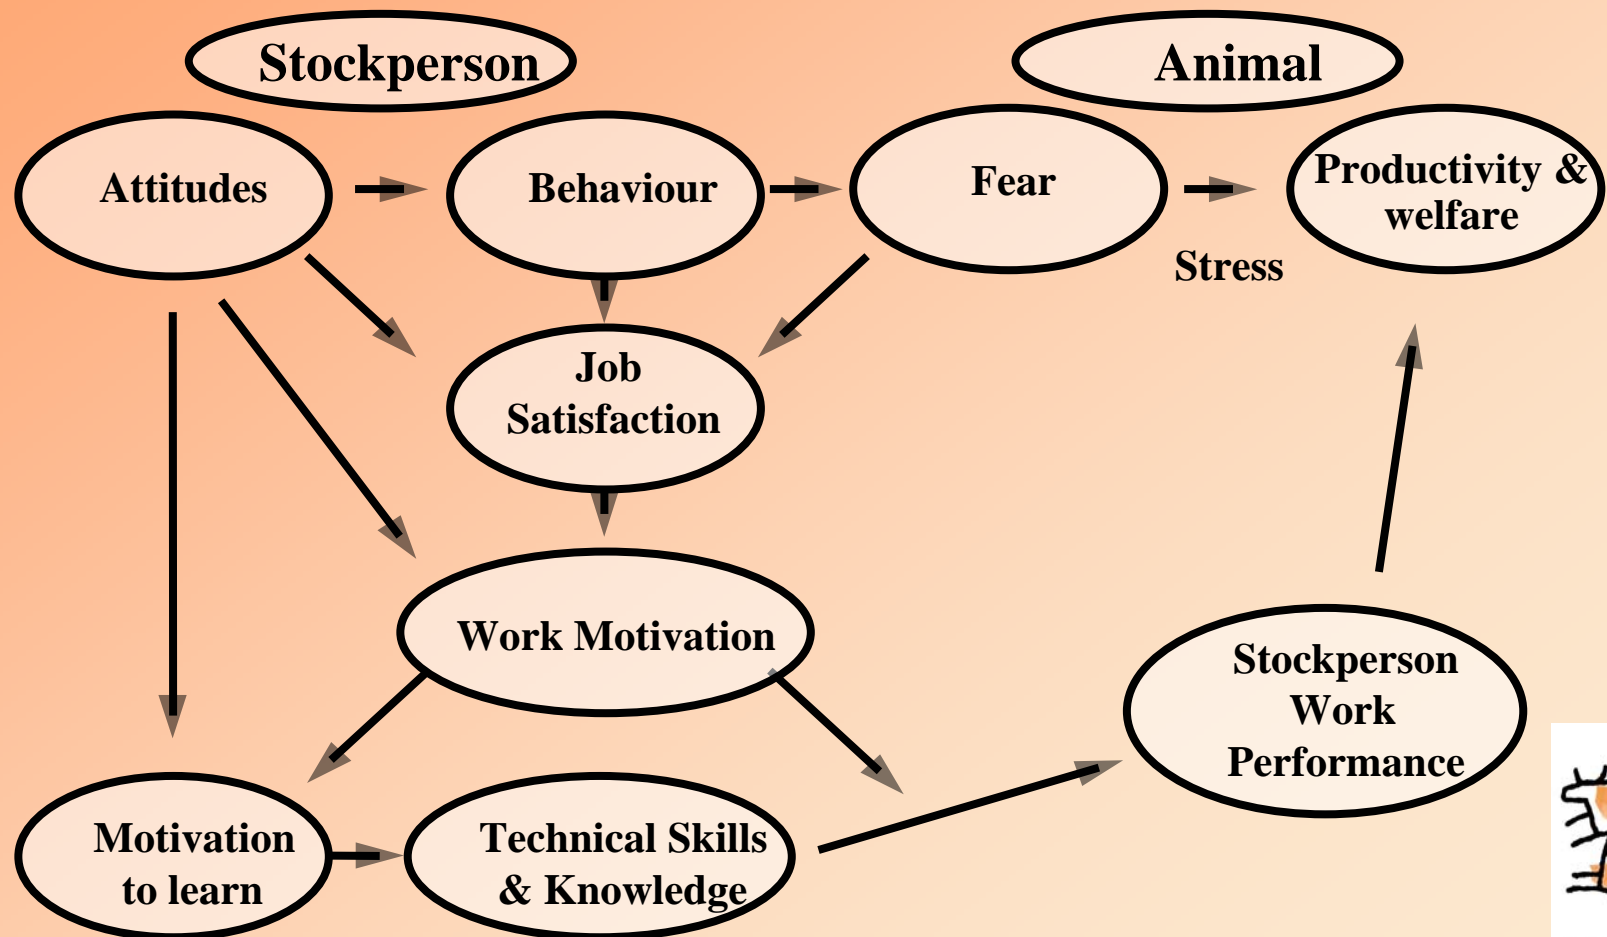 Stockperson
Animal
Attitudes
Behaviour
Fear
Productivity &
welfare
Stress
Job
Satisfaction
Work Motivation
Stockperson
Work
Performance
Motivation
to learn
Technical Skills
& Knowledge